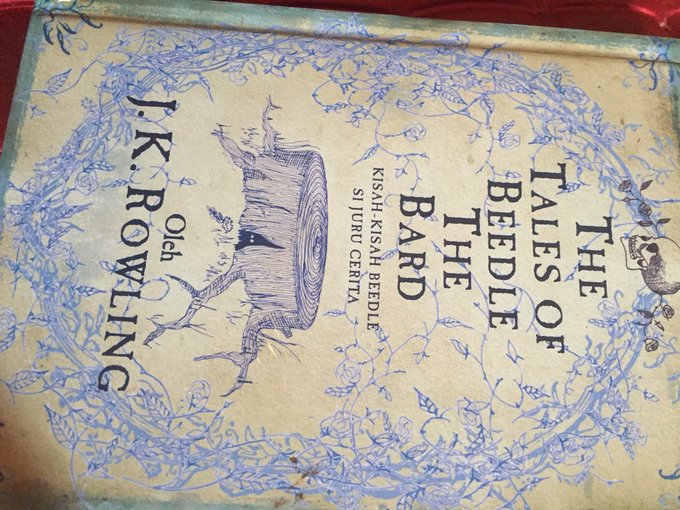 THE
TALES OF
BEEDLE
THE
BARD
KISAH-KISAH BEEDLE
SI JURU CERITA
Oleh
J.K. ROWLING